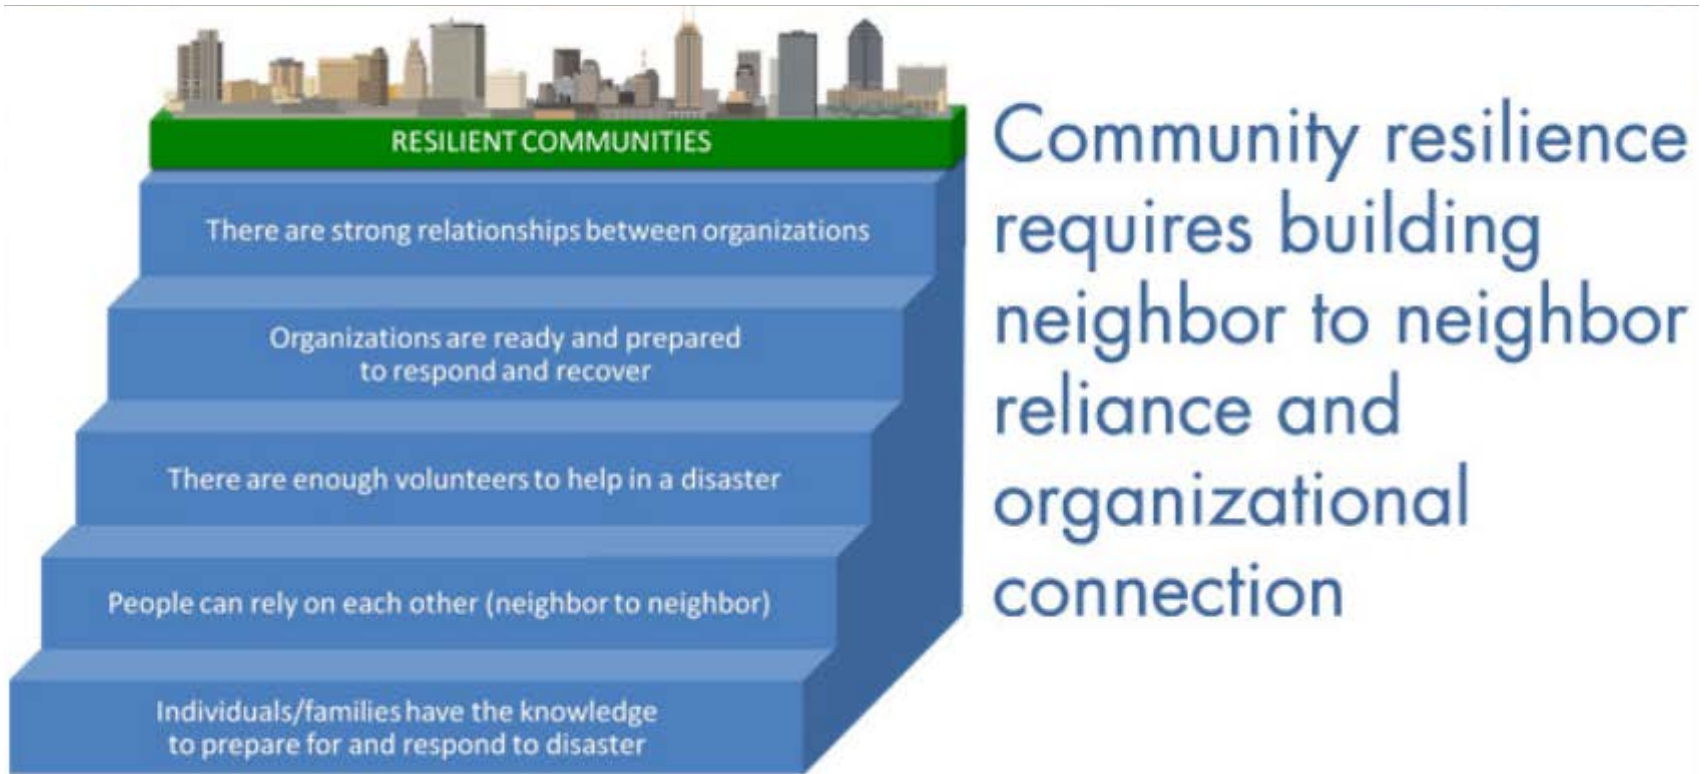 RESILIENT COMMUNITIES
There are strong relationships between organizations
Organizations are ready and prepared
to respond and recover
There are enough volunteers to help in a disaster
People can rely on each other (neighbor to neighbor)
Individuals/families have the knowledge
to prepare for and respond to disaster
Community resilience
requires building
neighbor to neighbor
reliance and
organizational
connection